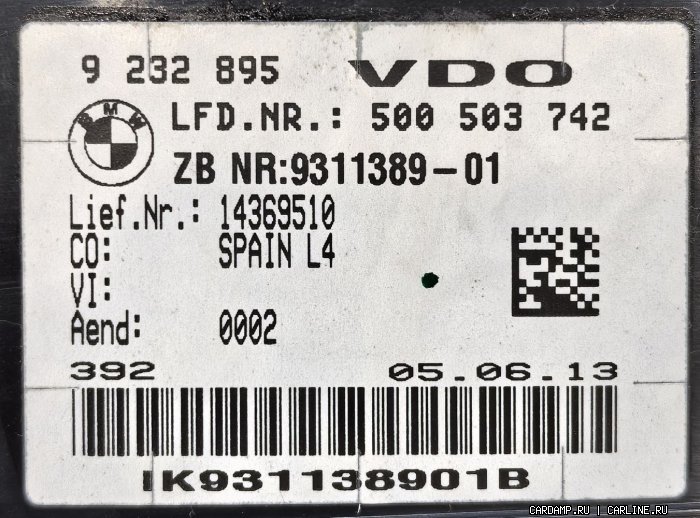 9 232 895 VDO
BMW LFD.NR.: 500 503 742
ZB NR:9311389-01
Lief.Nr.: 14369510
CO: SPAIN L4
VI:
Aend: 0002
392 05.06.13
IK931138901B
CARDAMP.RU | CARLINE.RU